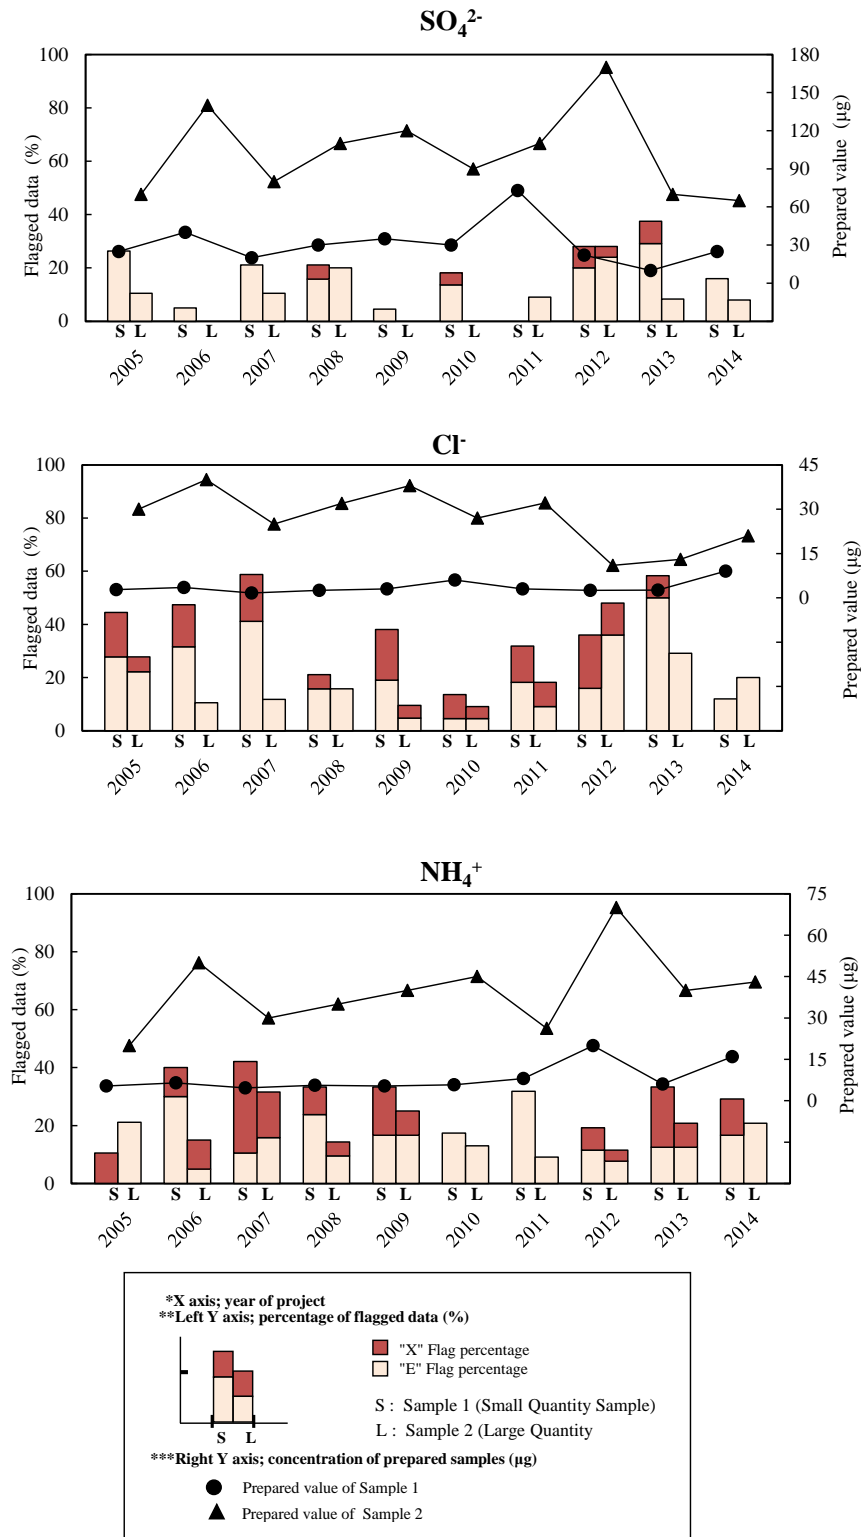 SO₄²⁻
100
80
60
40
20
0
Flagged data (%)
180
150
120
90
60
30
0
Prepared value (µg)
S L S L S L S L S L S L S L S L S L S L
2005 2006 2007 2008 2009 2010 2011 2012 2013 2014
Cl⁻
100
80
60
40
20
0
Flagged data (%)
45
30
15
0
Prepared value (µg)
S L S L S L S L S L S L S L S L S L S L
2005 2006 2007 2008 2009 2010 2011 2012 2013 2014
NH₄⁺
100
80
60
40
20
0
Flagged data (%)
75
60
45
30
15
0
Prepared value (µg)
S L S L S L S L S L S L S L S L S L S L
2005 2006 2007 2008 2009 2010 2011 2012 2013 2014
*X axis; year of project
**Left Y axis; percentage of flagged data (%)
"X" Flag percentage
"E" Flag percentage
S L
S : Sample 1 (Small Quantity Sample)
L : Sample 2 (Large Quantity
***Right Y axis; concentration of prepared samples (µg)
Prepared value of Sample 1
Prepared value of Sample 2